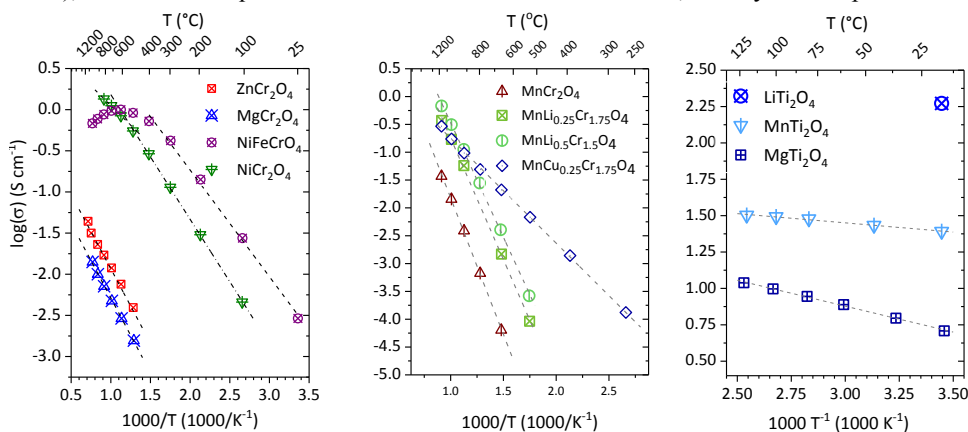 T (°C)
1200 800 600 400 300 200 100 25
0.5
0.0
-0.5
-1.0
-1.5
-2.0
-2.5
-3.0
log(σ) (S cm⁻¹)
ZnCr₂O₄
MgCr₂O₄
NiFeCrO₄
NiCr₂O₄
0.5 1.0 1.5 2.0 2.5 3.0 3.5
1000/T (1000/K⁻¹)
T (°C)
1200 800 600 500 400 300 250
0.5
0.0
-0.5
-1.0
-1.5
-2.0
-2.5
-3.0
-3.5
-4.0
-4.5
-5.0
MnCr₂O₄
MnLi₀.₂₅Cr₁.₇₅O₄
MnLi₀.₅Cr₁.₅O₄
MnCu₀.₂₅Cr₁.₇₅O₄
1.0 1.5 2.0 2.5
1000/T (1000/K⁻¹)
T (°C)
125 100 75 50 25
2.50
2.25
2.00
1.75
1.50
1.25
1.00
0.75
0.50
LiTi₂O₄
MnTi₂O₄
MgTi₂O₄
2.50 2.75 3.00 3.25 3.50
1000 T⁻¹ (1000 K⁻¹)